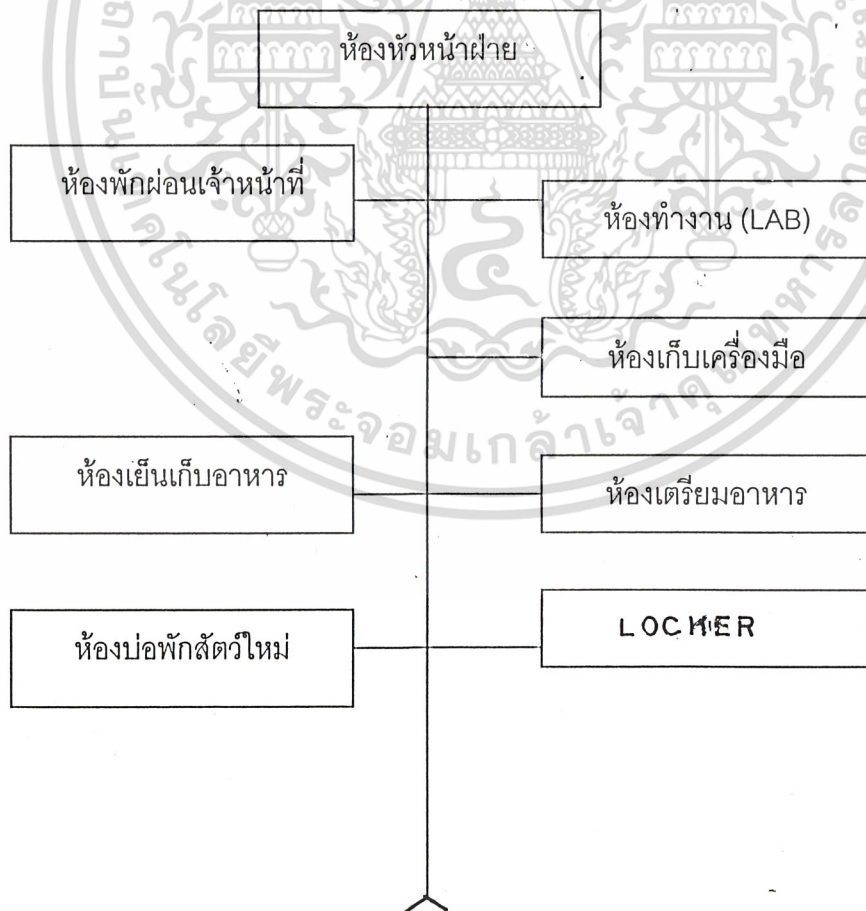 ห้องหัวหน้าฝ่าย
ห้องพักผ่อนเจ้าหน้าที่
ห้องทำงาน (LAB)
ห้องเก็บเครื่องมือ
ห้องเย็นเก็บอาหาร
ห้องเตรียมอาหาร
ห้องบ่อพักสัตว์ใหม่
LOCKER